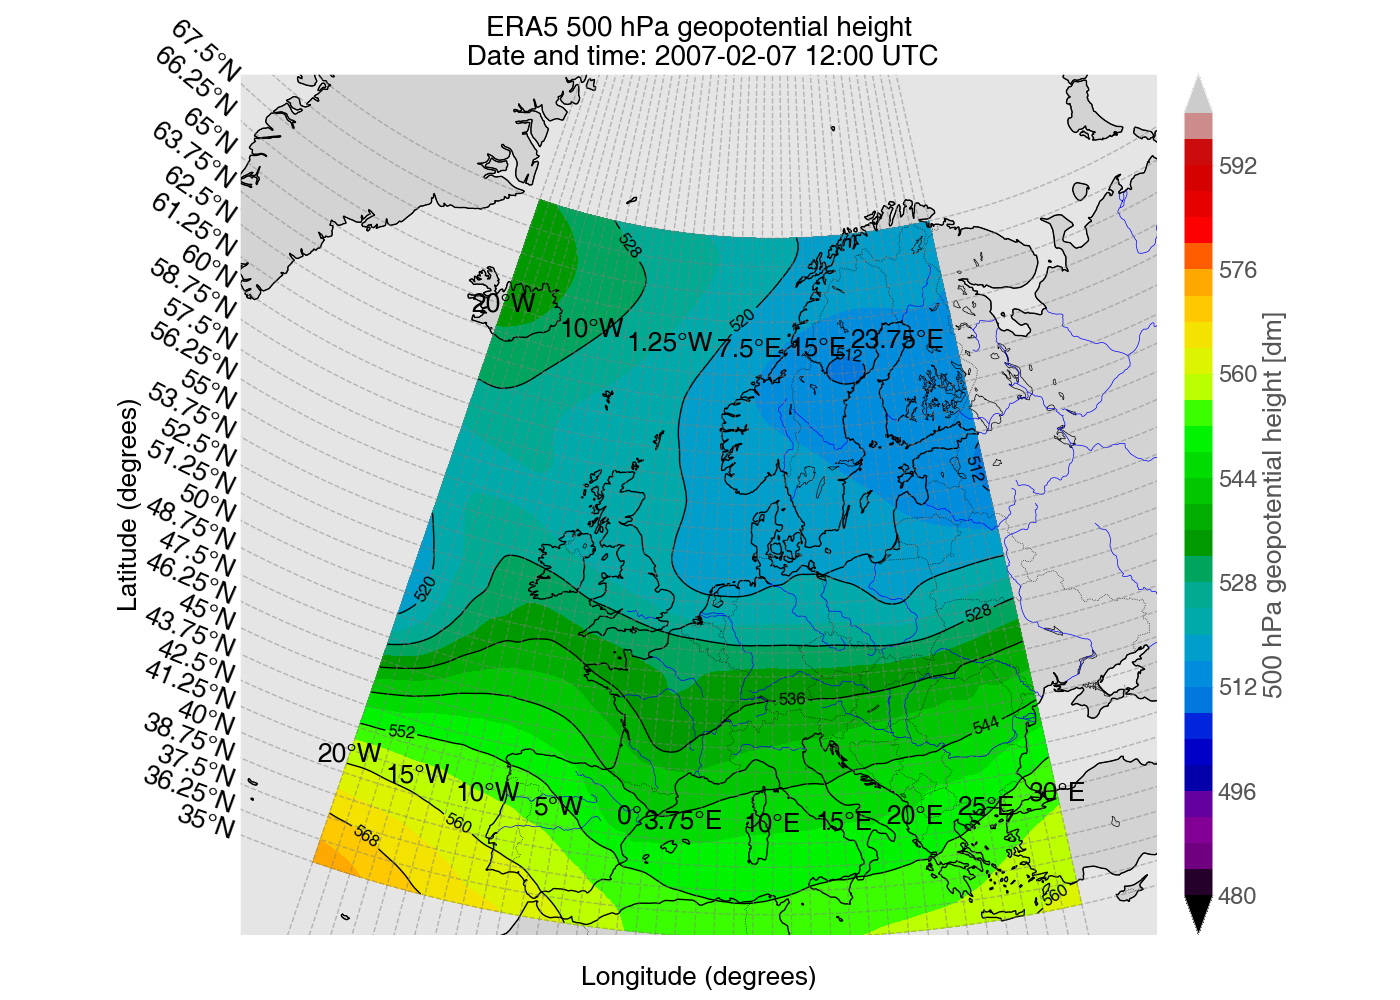 ERA5 500 hPa geopotential height
Date and time: 2007-02-07 12:00 UTC
67.5°N
66.25°N
65°N
63.75°N
62.5°N
61.25°N
60°N
58.75°N
57.5°N
56.25°N
55°N
53.75°N
52.5°N
51.25°N
50°N
48.75°N
47.5°N
46.25°N
45°N
43.75°N
42.5°N
41.25°N
40°N
38.75°N
37.5°N
36.25°N
35°N
Latitude (degrees)
528
20°W 10°W 1.25°W 7.5°E 15°E 23.75°E
520
512
512
520
528
536
544
552
20°W 15°W 10°W 5°W 0° 3.75°E 10°E 15°E 20°E 25°E 30°E
560
568
560
Longitude (degrees)
592
576
560
544
528
512
496
480
500 hPa geopotential height [dm]